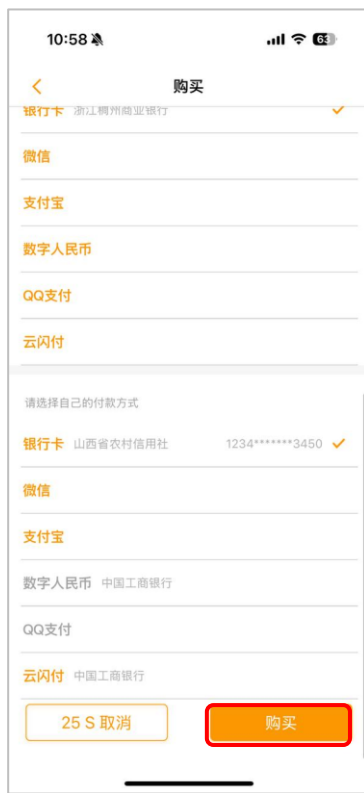 10:58
63
购买
银行卡 浙江稠州商业银行
微信
支付宝
数字人民币
QQ支付
云闪付
请选择自己的付款方式
银行卡 山西省农村信用社 1234*******3450
微信
支付宝
数字人民币 中国工商银行
QQ支付
云闪付 中国工商银行
25 S 取消 购买